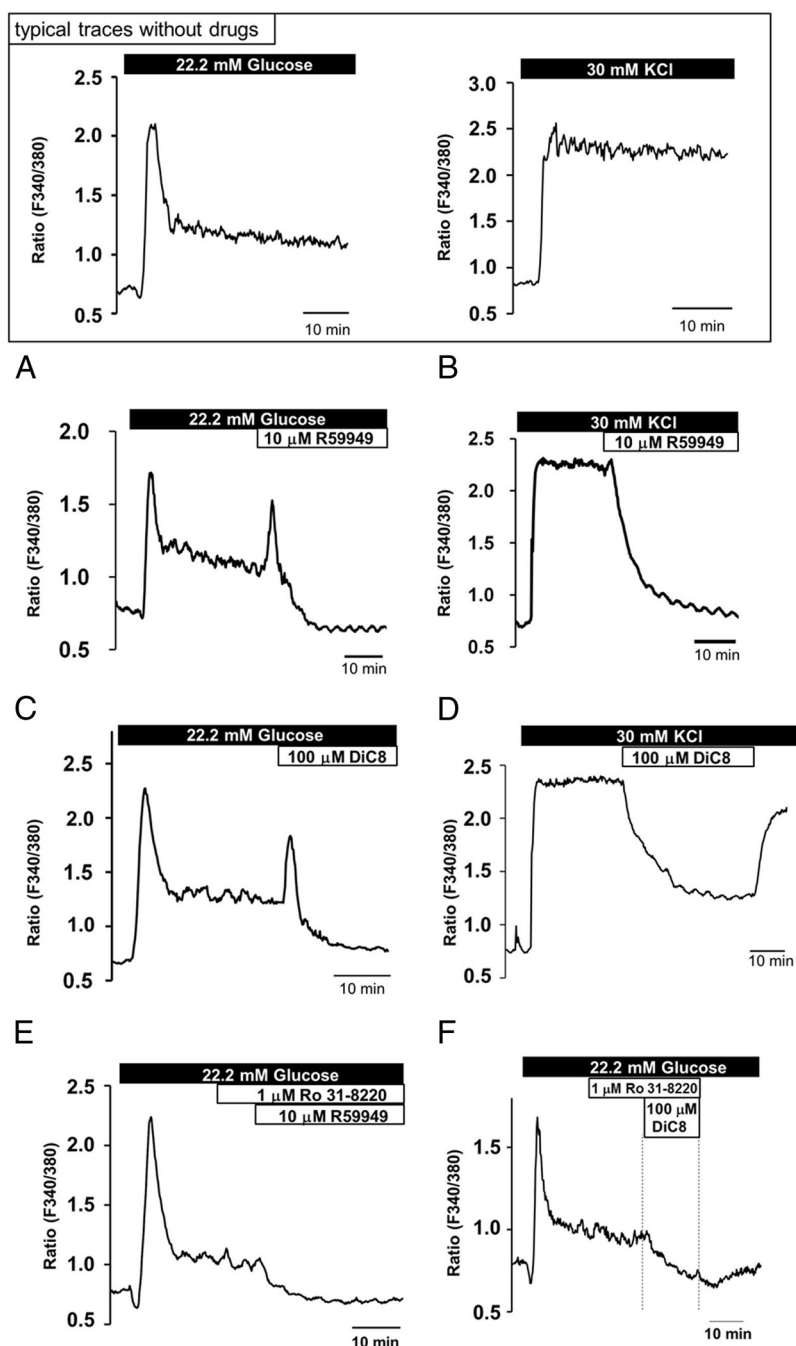 typical traces without drugs
22.2 mM Glucose
Ratio (F340/380)
2.5
2.0
1.5
1.0
0.5
10 min
30 mM KCl
Ratio (F340/380)
3.0
2.5
2.0
1.5
1.0
0.5
10 min
A
22.2 mM Glucose
10 μM R59949
Ratio (F340/380)
2.0
1.5
1.0
0.5
10 min
B
30 mM KCl
10 μM R59949
Ratio (F340/380)
2.5
2.0
1.5
1.0
0.5
10 min
C
22.2 mM Glucose
100 μM DiC8
Ratio (F340/380)
2.5
2.0
1.5
1.0
0.5
10 min
D
30 mM KCl
100 μM DiC8
Ratio (F340/380)
2.5
2.0
1.5
1.0
0.5
10 min
E
22.2 mM Glucose
1 μM Ro 31-8220
10 μM R59949
Ratio (F340/380)
2.5
2.0
1.5
1.0
0.5
10 min
F
22.2 mM Glucose
1 μM Ro 31-8220
100 μM
DiC8
Ratio (F340/380)
1.5
1.0
0.5
10 min